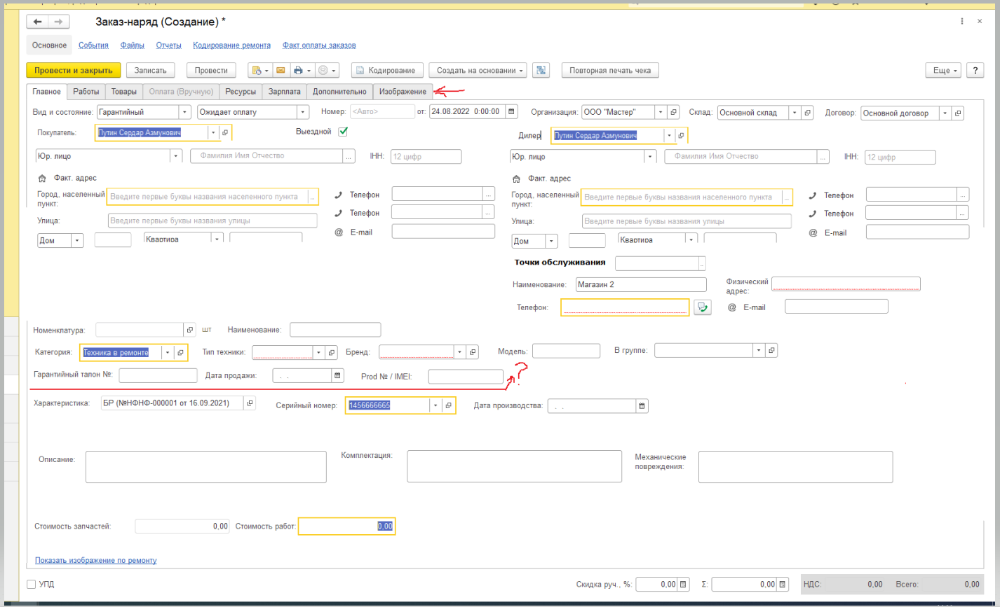 Заказ-наряд (Создание) *
Основное События Файлы Отчеты Кодирование ремонта Факт оплаты заказов
Провести и закрыть Записать Провести Кодирование Создать на основании Повторная печать чека Еще ?
Главное Работы Товары Оплата (Вручную) Ресурсы Зарплата Дополнительно Изображение
Вид и состояние: Гарантийный Ожидает оплату Номер: <Авто> от: 24.08.2022 0:00:00 Организация: ООО "Мастер" Склад: Основной склад Договор: Основной договор
Покупатель: Путин Сердар Азмунович Выездной Дилер Путин Сердар Азмунович
Юр. лицо Фамилия Имя Отчество ... ІНН: 12 цифр Юр. лицо Фамилия Имя Отчество ... ІНН: 12 цифр
Факт. адрес Факт. адрес
Город, населенный пункт: Введите первые буквы названия населенного пункта ... Телефон ... Город, населенный пункт: Введите первые буквы названия населенного пункта ... Телефон ...
Телефон ... Телефон ...
Улица: Введите первые буквы названия улицы Улица: Введите первые буквы названия улицы
@ E-mail @ E-mail
Дом Квартира Дом Квартира
Точки обслуживания ...
Наименование: Магазин 2 Физический адрес:
Телефон: @ E-mail
Номенклатура: шт Наименование:
Категория: Техника в ремонте Тип техники: Бренд: Модель: В группе:
Гарантийный талон №: Дата продажи: . . Prod № / IMEI: ?
Характеристика: БР (№НФНФ-000001 от 16.09.2021) Серийный номер: 1456666665 Дата производства: . .
Описание: Комплектация: Механические повреждения:
Стоимость запчастей: 0,00 Стоимость работ: 0,00
Показать изображение по ремонту
УПД Скидка руч., %: 0,00 Σ: 0,00 НДС: 0,00 Всего: 0,00